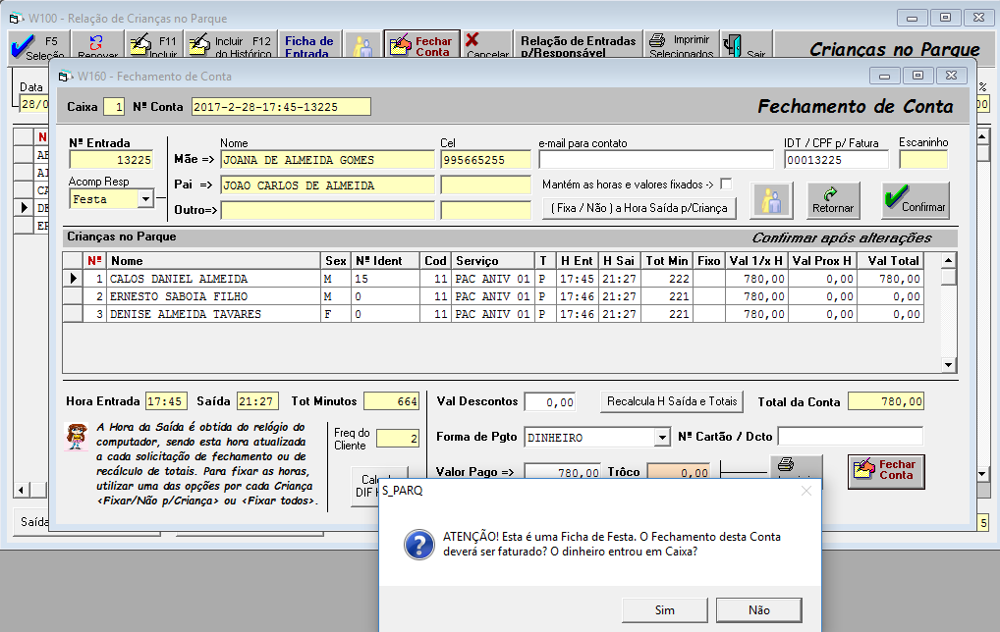 W100 - Relação de Crianças no Parque
F5 Seleção
Renovar
F11 Incluir
Incluir F12 do Histórico
Ficha de Entrada
Fechar Conta
Cancelar
Relação de Entradas p/Responsável
Imprimir Selecionados
Sair
Crianças no Parque
Data
28/0
%
00
N
AB
AI
CA
DE
ER
W160 - Fechamento de Conta
Caixa 1 Nº Conta 2017-2-28-17:45-13225
Fechamento de Conta
Nº Entrada
13225
Acomp Resp
Festa
Nome
Cel
Mãe => JOANA DE ALMEIDA GOMES 995665255
Pai => JOAO CARLOS DE ALMEIDA
Outro=>
e-mail para contato
IDT / CPF p/ Fatura
00013225
Escaninho
Mantém as horas e valores fixados ->
( Fixa / Não ) a Hora Saída p/Criança
Retornar
Confirmar
Crianças no Parque
Confirmar após alterações
Nº Nome Sex Nº Ident Cod Serviço T H Ent H Sai Tot Min Fixo Val 1/x H Val Prox H Val Total
1 CALOS DANIEL ALMEIDA M 15 11 PAC ANIV 01 P 17:45 21:27 222 780,00 0,00 780,00
2 ERNESTO SABOIA FILHO M 0 11 PAC ANIV 01 P 17:46 21:27 221 780,00 0,00 0,00
3 DENISE ALMEIDA TAVARES F 0 11 PAC ANIV 01 P 17:46 21:27 221 780,00 0,00 0,00
Hora Entrada 17:45 Saída 21:27 Tot Minutos 664
A Hora da Saída é obtida do relógio do
computador, sendo esta hora atualizada
a cada solicitação de fechamento ou de
recálculo de totais. Para fixar as horas,
utilizar uma das opções por cada Criança
<Fixar/Não p/Criança> ou <Fixar todos>.
Freq do Cliente 2
DIF
Val Descontos 0,00
Recalcula H Saída e Totais
Total da Conta 780,00
Forma de Pgto DINHEIRO
Nº Cartão / Dcto
Valor Pago => 780,00 Trôco 0,00
Fechar Conta
Saída
5
S_PARQ
ATENÇÃO! Esta é uma Ficha de Festa. O Fechamento desta Conta
deverá ser faturado? O dinheiro entrou em Caixa?
Sim
Não